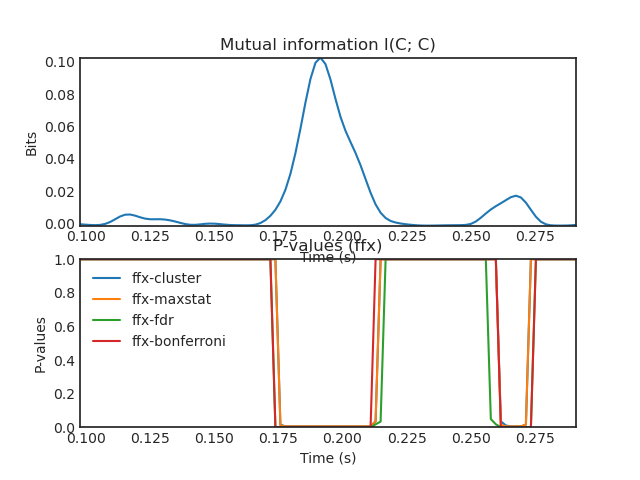 Mutual information I(C; C)
Bits
0.10
0.08
0.06
0.04
0.02
0.00
0.100 0.125 0.150 0.175 0.200 0.225 0.250 0.275
Time (s)
P-values (ffx)
P-values
1.0
0.8
0.6
0.4
0.2
0.0
ffx-cluster
ffx-maxstat
ffx-fdr
ffx-bonferroni
0.100 0.125 0.150 0.175 0.200 0.225 0.250 0.275
Time (s)